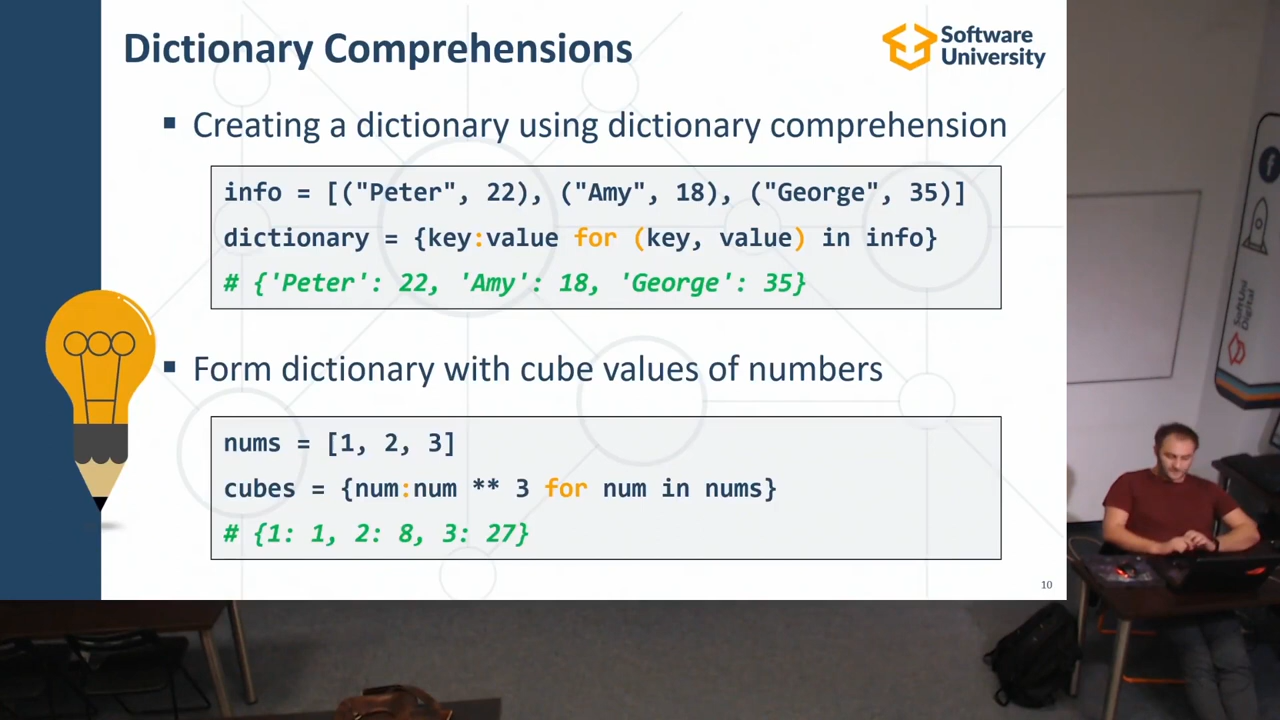 Dictionary Comprehensions
Software
University
▪ Creating a dictionary using dictionary comprehension
info = [("Peter", 22), ("Amy", 18), ("George", 35)]
dictionary = {key:value for (key, value) in info}
# {'Peter': 22, 'Amy': 18, 'George': 35}
▪ Form dictionary with cube values of numbers
nums = [1, 2, 3]
cubes = {num:num ** 3 for num in nums}
# {1: 1, 2: 8, 3: 27}
10
SoftUni
Digital